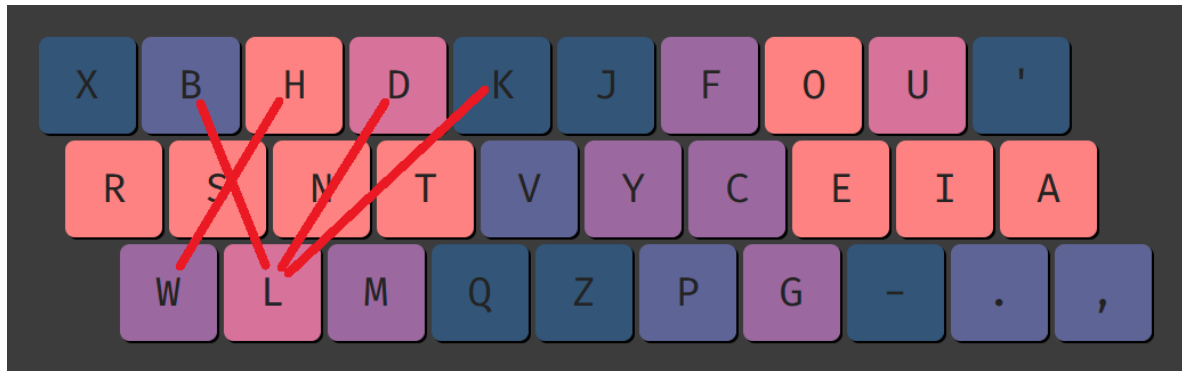 X B H D K J F O U '
R S N T V Y C E I A
W L M Q Z P G - . ,